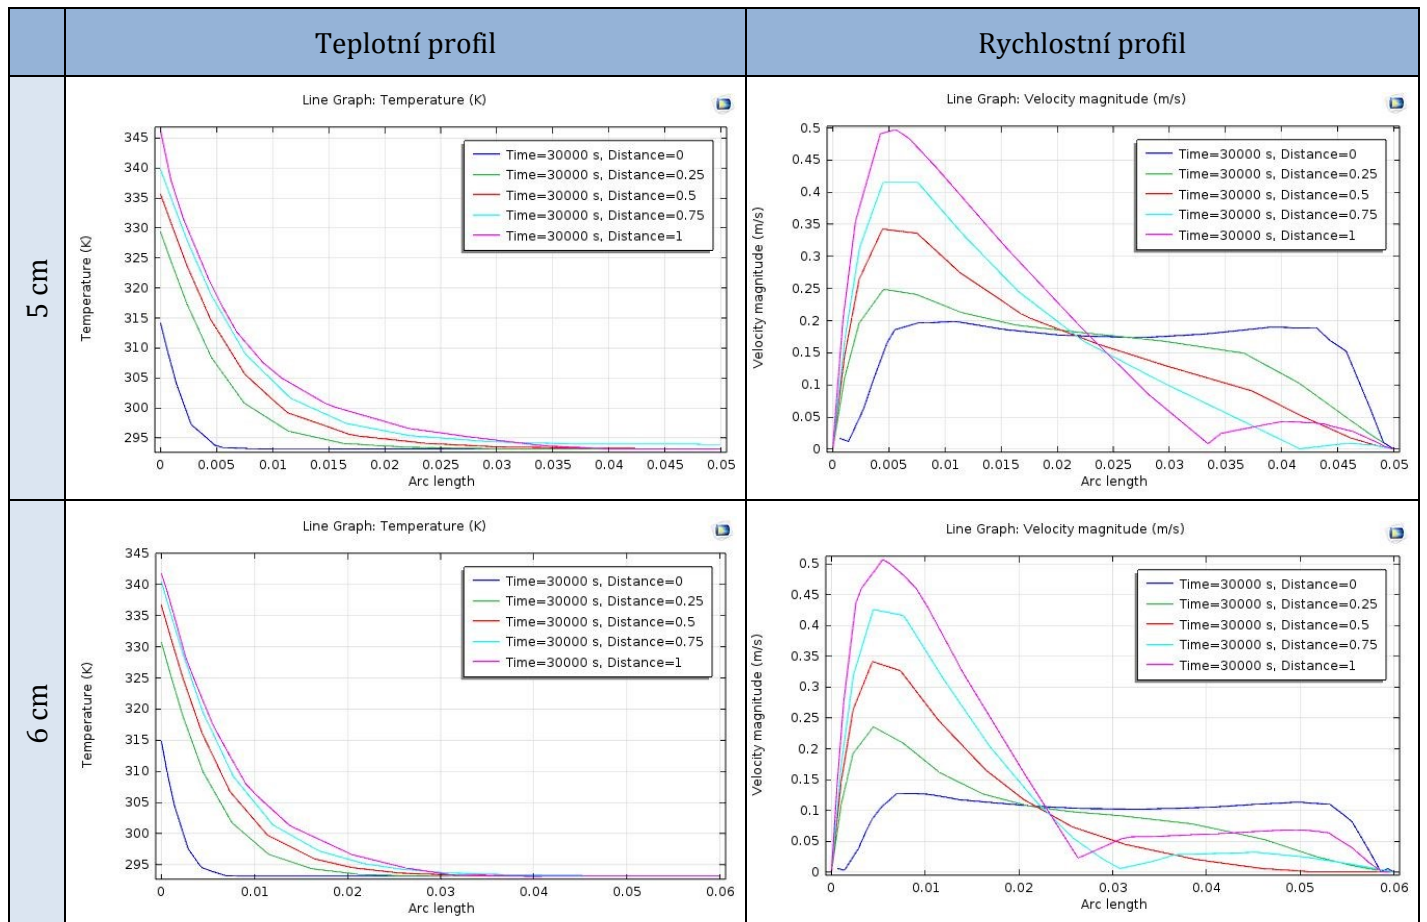 Teplotní profil
Rychlostní profil
5 cm
Line Graph: Temperature (K)
Temperature (K)
345
340
335
330
325
320
315
310
305
300
295
0 0.005 0.01 0.015 0.02 0.025 0.03 0.035 0.04 0.045 0.05
Arc length
Time=30000 s, Distance=0
Time=30000 s, Distance=0.25
Time=30000 s, Distance=0.5
Time=30000 s, Distance=0.75
Time=30000 s, Distance=1
Line Graph: Velocity magnitude (m/s)
Velocity magnitude (m/s)
0.5
0.45
0.4
0.35
0.3
0.25
0.2
0.15
0.1
0.05
0
0 0.005 0.01 0.015 0.02 0.025 0.03 0.035 0.04 0.045 0.05
Arc length
Time=30000 s, Distance=0
Time=30000 s, Distance=0.25
Time=30000 s, Distance=0.5
Time=30000 s, Distance=0.75
Time=30000 s, Distance=1
6 cm
Line Graph: Temperature (K)
Temperature (K)
345
340
335
330
325
320
315
310
305
300
295
0 0.01 0.02 0.03 0.04 0.05 0.06
Arc length
Time=30000 s, Distance=0
Time=30000 s, Distance=0.25
Time=30000 s, Distance=0.5
Time=30000 s, Distance=0.75
Time=30000 s, Distance=1
Line Graph: Velocity magnitude (m/s)
Velocity magnitude (m/s)
0.5
0.45
0.4
0.35
0.3
0.25
0.2
0.15
0.1
0.05
0
0 0.01 0.02 0.03 0.04 0.05 0.06
Arc length
Time=30000 s, Distance=0
Time=30000 s, Distance=0.25
Time=30000 s, Distance=0.5
Time=30000 s, Distance=0.75
Time=30000 s, Distance=1